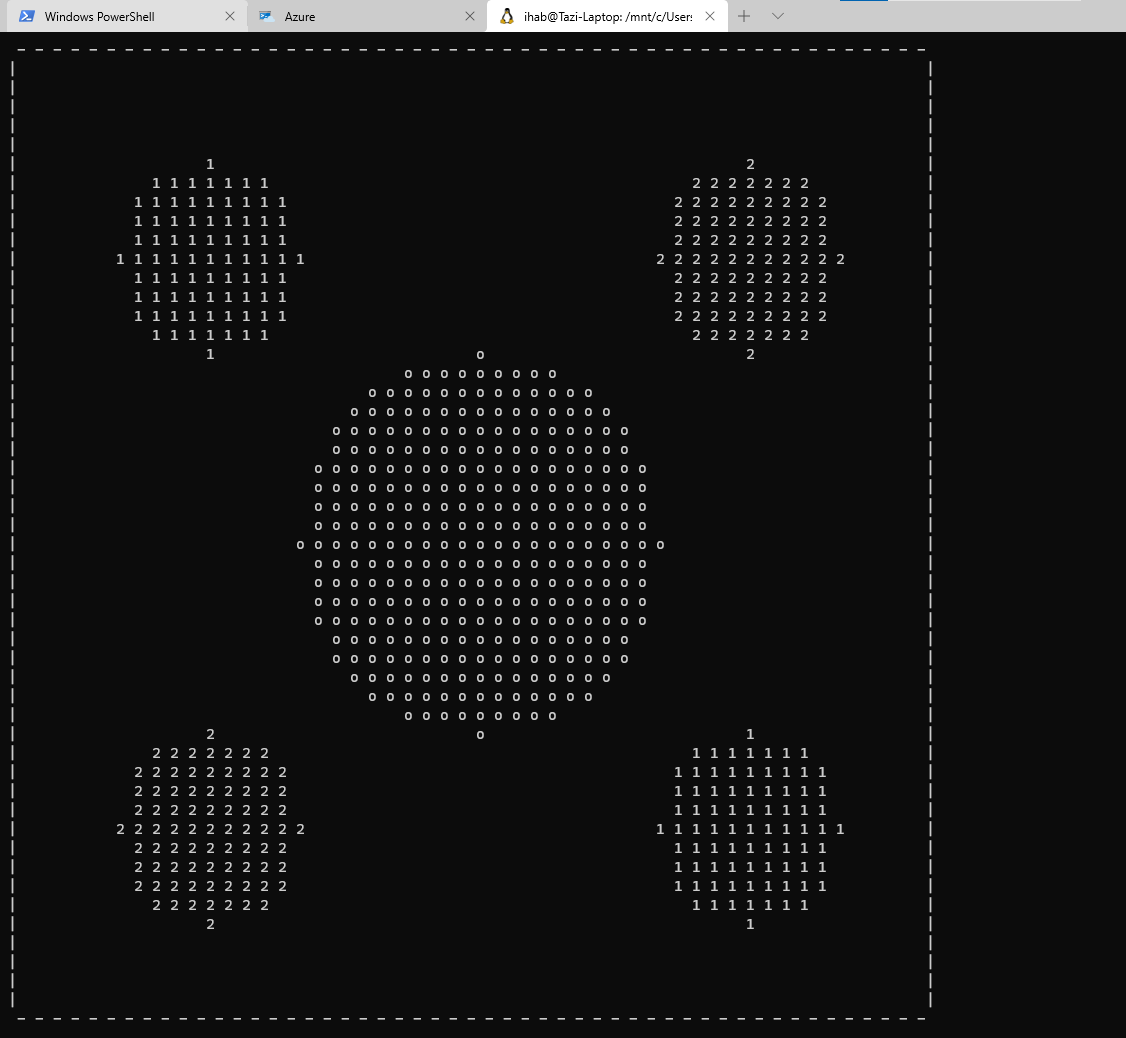 Windows PowerShell
Azure
ihab@Tazi-Laptop: /mnt/c/User:
- - - - - - - - - - - - - - - - - - - - - - - - - - - - - - - - - - - - - - - - - - - - - - - - - - -
| |
| |
| |
| |
| |
| 1 2 |
| 1 1 1 1 1 1 1 2 2 2 2 2 2 2 |
| 1 1 1 1 1 1 1 1 1 2 2 2 2 2 2 2 2 2 |
| 1 1 1 1 1 1 1 1 1 2 2 2 2 2 2 2 2 2 |
| 1 1 1 1 1 1 1 1 1 2 2 2 2 2 2 2 2 2 |
| 1 1 1 1 1 1 1 1 1 1 1 2 2 2 2 2 2 2 2 2 2 2 |
| 1 1 1 1 1 1 1 1 1 2 2 2 2 2 2 2 2 2 |
| 1 1 1 1 1 1 1 1 1 2 2 2 2 2 2 2 2 2 |
| 1 1 1 1 1 1 1 1 1 2 2 2 2 2 2 2 2 2 |
| 1 1 1 1 1 1 1 2 2 2 2 2 2 2 |
| 1 o 2 |
| o o o o o o o o o |
| o o o o o o o o o o o o o |
| o o o o o o o o o o o o o o o |
| o o o o o o o o o o o o o o o o o |
| o o o o o o o o o o o o o o o o o |
| o o o o o o o o o o o o o o o o o o o |
| o o o o o o o o o o o o o o o o o o o |
| o o o o o o o o o o o o o o o o o o o |
| o o o o o o o o o o o o o o o o o o o |
| o o o o o o o o o o o o o o o o o o o o o |
| o o o o o o o o o o o o o o o o o o o |
| o o o o o o o o o o o o o o o o o o o |
| o o o o o o o o o o o o o o o o o o o |
| o o o o o o o o o o o o o o o o o o o |
| o o o o o o o o o o o o o o o o o |
| o o o o o o o o o o o o o o o o o |
| o o o o o o o o o o o o o o o |
| o o o o o o o o o o o o o |
| o o o o o o o o o |
| 2 o 1 |
| 2 2 2 2 2 2 2 1 1 1 1 1 1 1 |
| 2 2 2 2 2 2 2 2 2 1 1 1 1 1 1 1 1 1 |
| 2 2 2 2 2 2 2 2 2 1 1 1 1 1 1 1 1 1 |
| 2 2 2 2 2 2 2 2 2 1 1 1 1 1 1 1 1 1 |
| 2 2 2 2 2 2 2 2 2 2 2 1 1 1 1 1 1 1 1 1 1 1 |
| 2 2 2 2 2 2 2 2 2 1 1 1 1 1 1 1 1 1 |
| 2 2 2 2 2 2 2 2 2 1 1 1 1 1 1 1 1 1 |
| 2 2 2 2 2 2 2 2 2 1 1 1 1 1 1 1 1 1 |
| 2 2 2 2 2 2 2 1 1 1 1 1 1 1 |
| 2 1 |
| |
| |
| |
| |
- - - - - - - - - - - - - - - - - - - - - - - - - - - - - - - - - - - - - - - - - - - - - - - - - - -